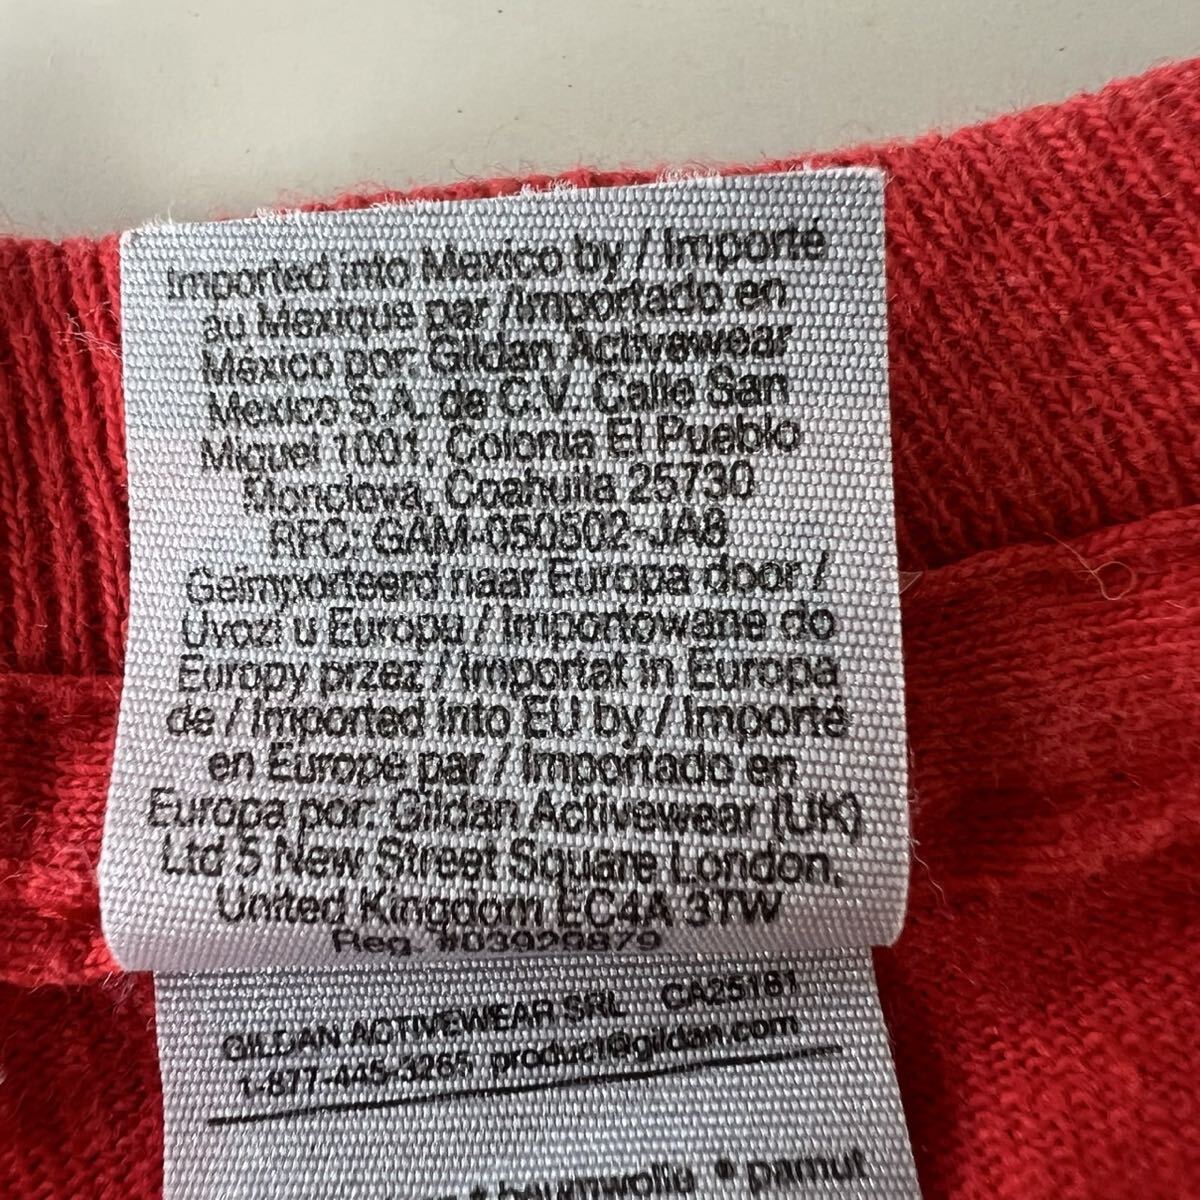 Imported into Mexico by / Importé
au Mexique par / Importado en
México por: Gildan Activewear
Mexico S.A. de C.V. Calle San
Miguel 1001, Colonia El Pueblo
Monclova, Coahuila 25730
RFC: GAM-050502-JA8
Geïmporteerd naar Europa door /
Uvozi u Europu / Importowane do
Europy przez / Importat in Europa
de / Imported into EU by / Importé
en Europe par / Importado en
Europa por: Gildan Activewear (UK)
Ltd 5 New Street Square London,
United Kingdom EC4A 3TW
Reg. #03929879
GILDAN ACTIVEWEAR SRL CA25181
1-877-445-3265 product@gildan.com
* baumwolle * pamut